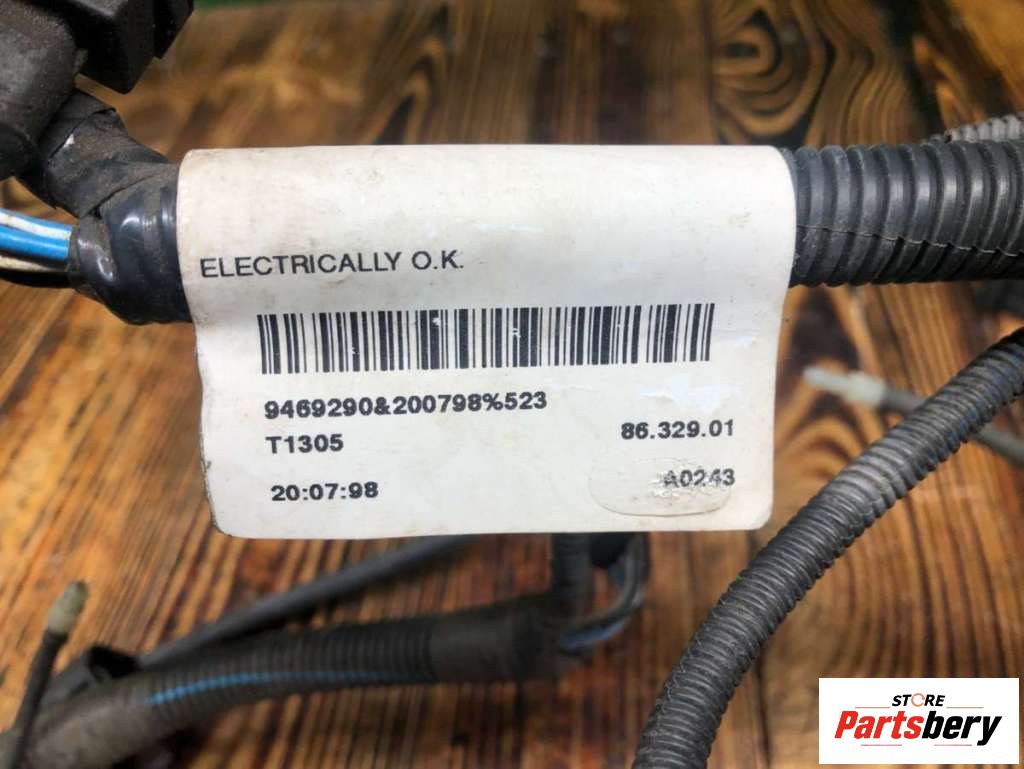 ELECTRICALLY O.K.
9469290&200798%523
T1305
86.329.01
20:07:98
A0243
STORE
Partsbery